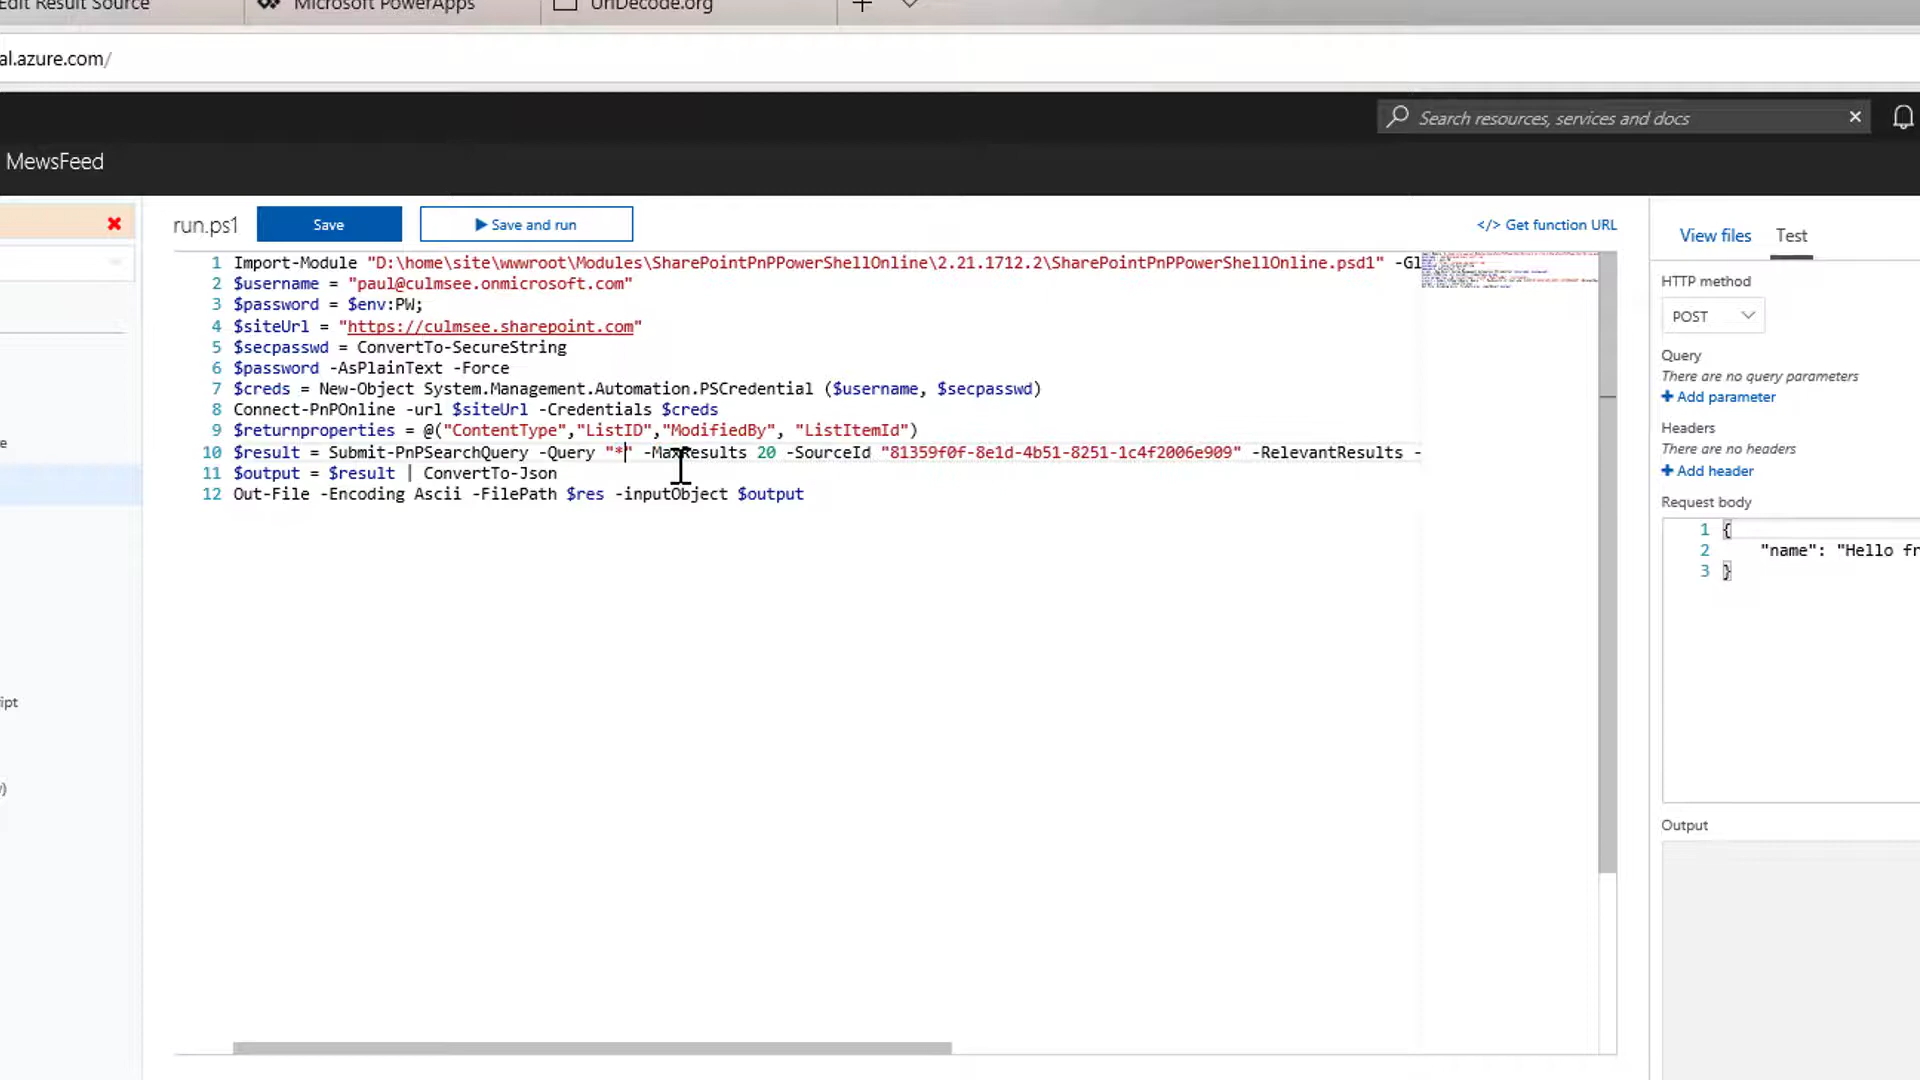 Edit Result Source
Microsoft PowerApps
UrlDecode.org
al.azure.com/
Search resources, services and docs
MewsFeed
run.ps1
Save
Save and run
</> Get function URL
View files
Test
1 Import-Module "D:\home\site\wwwroot\Modules\SharePointPnPPowerShellOnline\2.21.1712.2\SharePointPnPPowerShellOnline.psd1" -Gl
2 $username = "paul@culmsee.onmicrosoft.com"
3 $password = $env:PW;
4 $siteUrl = "https://culmsee.sharepoint.com"
5 $secpasswd = ConvertTo-SecureString
6 $password -AsPlainText -Force
7 $creds = New-Object System.Management.Automation.PSCredential ($username, $secpasswd)
8 Connect-PnPOnline -url $siteUrl -Credentials $creds
9 $returnproperties = @("ContentType","ListID","ModifiedBy", "ListItemId")
10 $result = Submit-PnPSearchQuery -Query "*" -MaxResults 20 -SourceId "81359f0f-8e1d-4b51-8251-1c4f2006e909" -RelevantResults -
11 $output = $result | ConvertTo-Json
12 Out-File -Encoding Ascii -FilePath $res -inputObject $output
HTTP method
POST
Query
There are no query parameters
Add parameter
Headers
There are no headers
Add header
Request body
1 {
2 "name": "Hello fr
3 }
Output
e
ipt
)